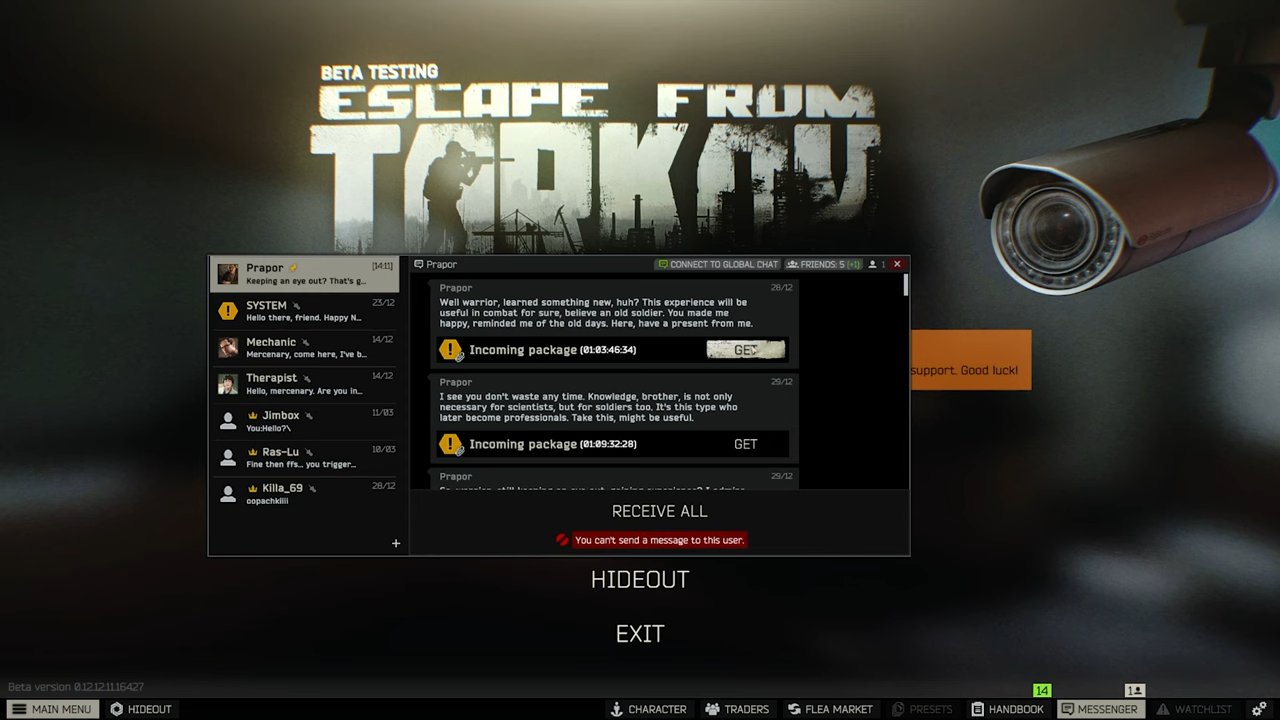 BETA TESTING
ESCAPE FROM
TARKOV
Prapor
[14:11]
Keeping an eye out? That's g...
SYSTEM
23/12
Hello there, friend. Happy N...
Mechanic
14/12
Mercenary, come here, I've b...
Therapist
14/12
Hello, mercenary. Are you in...
Jimbox
11/03
You:Hello?\
Ras-Lu
10/03
Fine then ffs... you trigger...
Killa_69
28/12
oopachkiiii
+
Prapor
CONNECT TO GLOBAL CHAT
FRIENDS: 5 (+1)
1
Prapor
28/12
Well warrior, learned something new, huh? This experience will be
useful in combat for sure, believe an old soldier. You made me
happy, reminded me of the old days. Here, have a present from me.
Incoming package (01:03:46:34)
GET
Prapor
29/12
I see you don't waste any time. Knowledge, brother, is not only
necessary for scientists, but for soldiers too. It's this type who
later become professionals. Take this, might be useful.
Incoming package (01:09:32:28)
GET
Prapor
29/12
RECEIVE ALL
You can't send a message to this user.
support. Good luck!
HIDEOUT
EXIT
Beta version 0.12.12.11.16427
14
1
MAIN MENU
HIDEOUT
CHARACTER
TRADERS
FLEA MARKET
PRESETS
HANDBOOK
MESSENGER
WATCHLIST